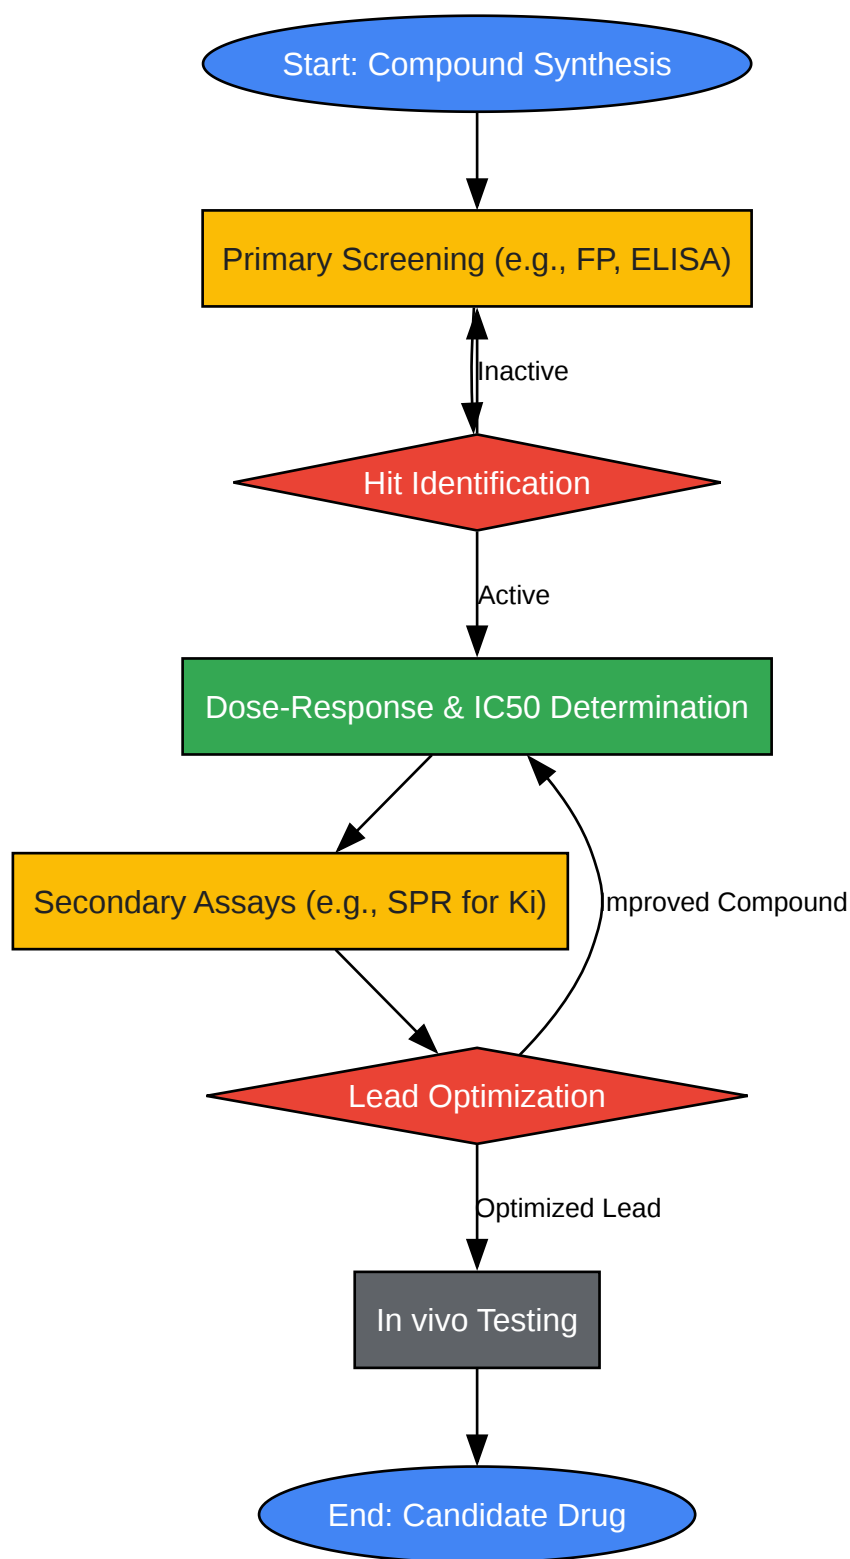 Start: Compound Synthesis
Primary Screening (e.g., FP, ELISA)
Inactive
Hit Identification
Active
Dose-Response & IC50 Determination
Secondary Assays (e.g., SPR for Ki)
Improved Compound
Lead Optimization
Optimized Lead
In vivo Testing
End: Candidate Drug